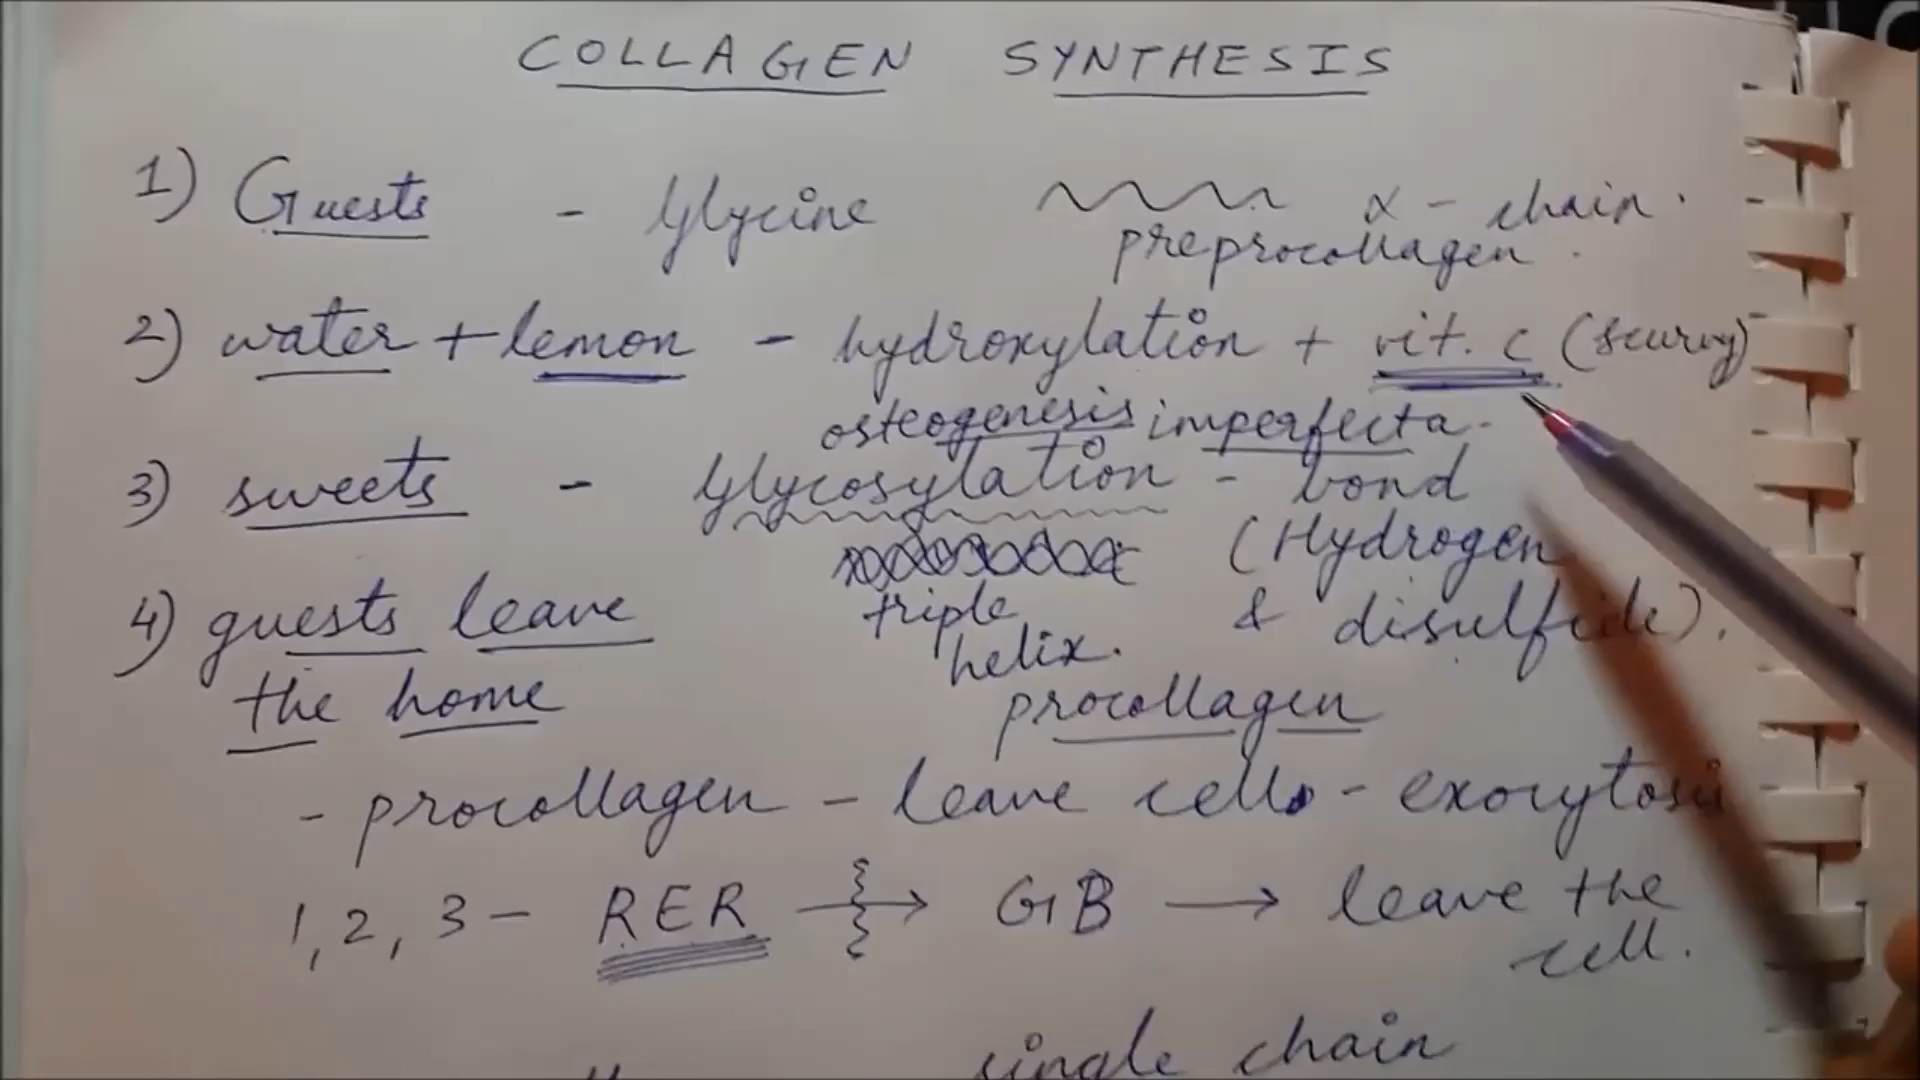 COLLAGEN SYNTHESIS
1) Guests - Glycine α - chain.
preprocollagen.
2) water + lemon - hydroxylation + vit. c (scurvy)
osteogenesis imperfecta.
3) sweets - Glycosylation - bond
(Hydrogen
& disulfide).
triple
helix.
4) guests leave
the home procollagen
- procollagen - leave cell - exocytosis
1, 2, 3 - RER → GB → leave the
cell.
single chain